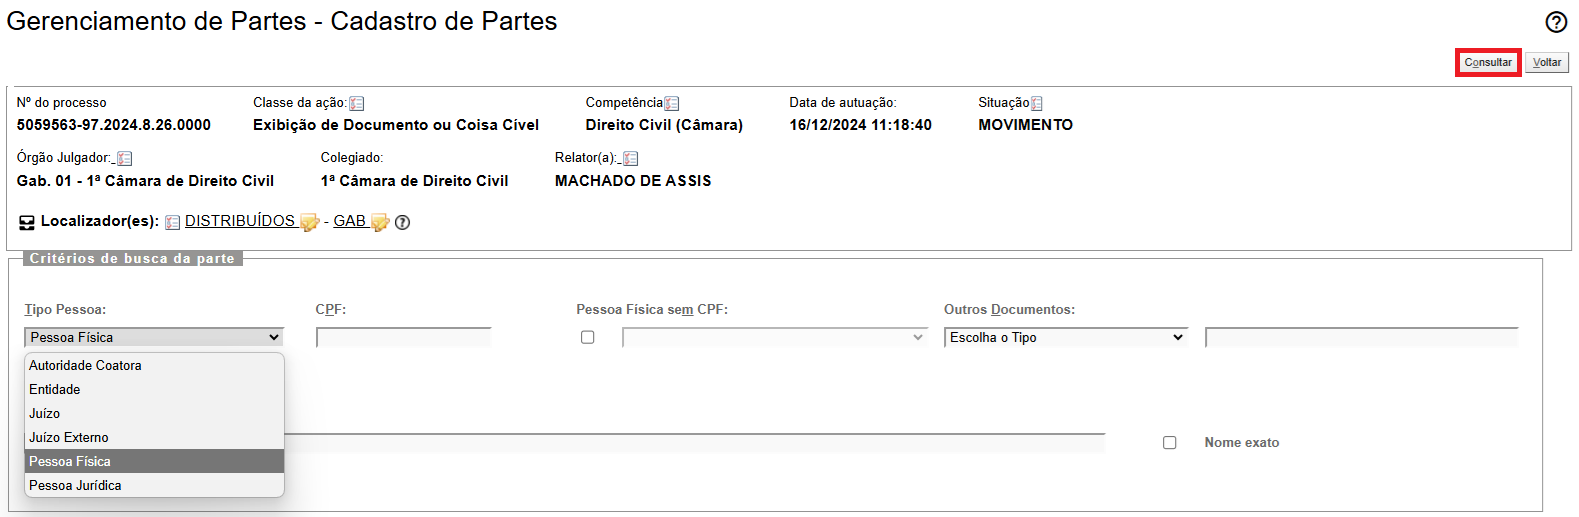 Gerenciamento de Partes - Cadastro de Partes
Consultar Voltar
Nº do processo Classe da ação: Competência Data de autuação: Situação
5059563-97.2024.8.26.0000 Exibição de Documento ou Coisa Cível Direito Civil (Câmara) 16/12/2024 11:18:40 MOVIMENTO
Órgão Julgador: Colegiado: Relator(a):
Gab. 01 - 1ª Câmara de Direito Civil 1ª Câmara de Direito Civil MACHADO DE ASSIS
Localizador(es): DISTRIBUÍDOS - GAB
Critérios de busca da parte
Tipo Pessoa: CPF: Pessoa Física sem CPF: Outros Documentos:
Pessoa Física Escolha o Tipo
Autoridade Coatora
Entidade
Juízo
Juízo Externo
Nome exato
Pessoa Física
Pessoa Jurídica